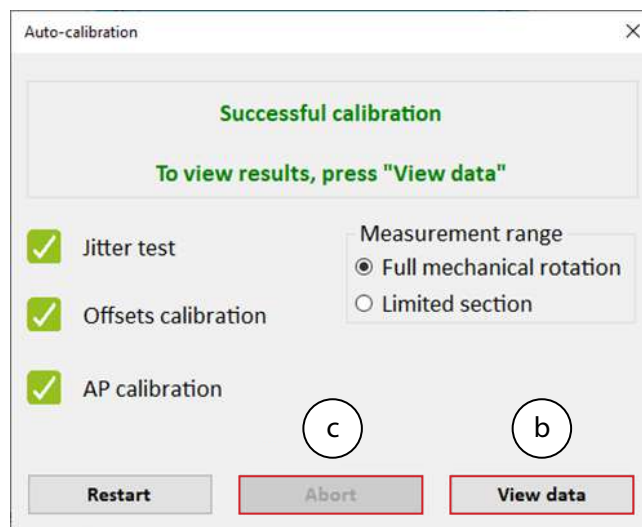 Auto-calibration
Successful calibration
To view results, press "View data"
Jitter test
Offsets calibration
AP calibration
Measurement range
Full mechanical rotation
Limited section
c
b
Restart
Abort
View data